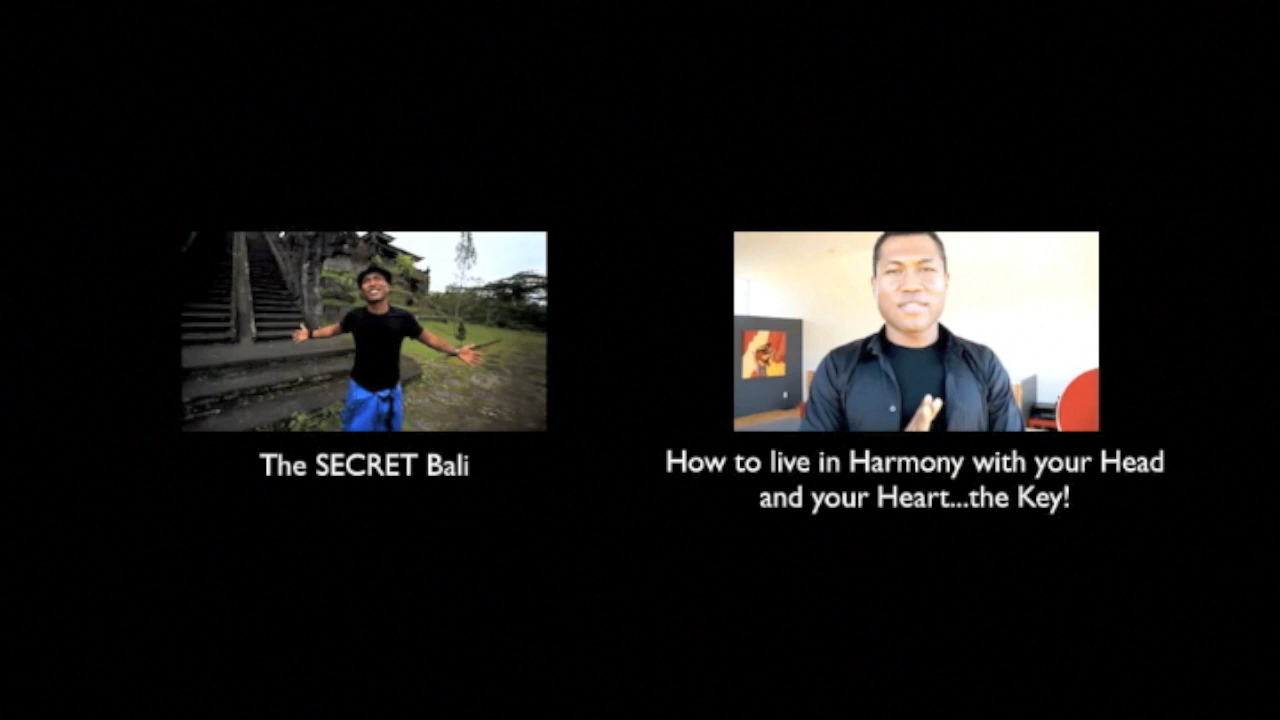 The SECRET Bali
How to live in Harmony with your Head
and your Heart...the Key!